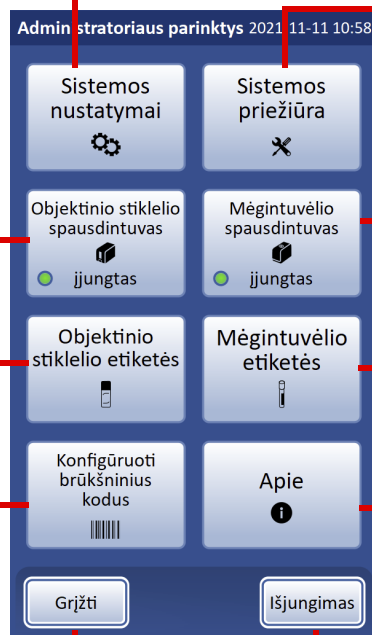 Administratoriaus parinktys 2021-11-11 10:58
Sistemos
nustatymai
Sistemos
priežiūra
Objektinio stiklelio
spausdintuvas
įjungtas
Mėgintuvėlio
spausdintuvas
įjungtas
Objektinio
stiklelio etiketės
Mėgintuvėlio
etiketės
Konfigūruoti
brūkšninius
kodus
Apie
Grįžti
Išjungimas